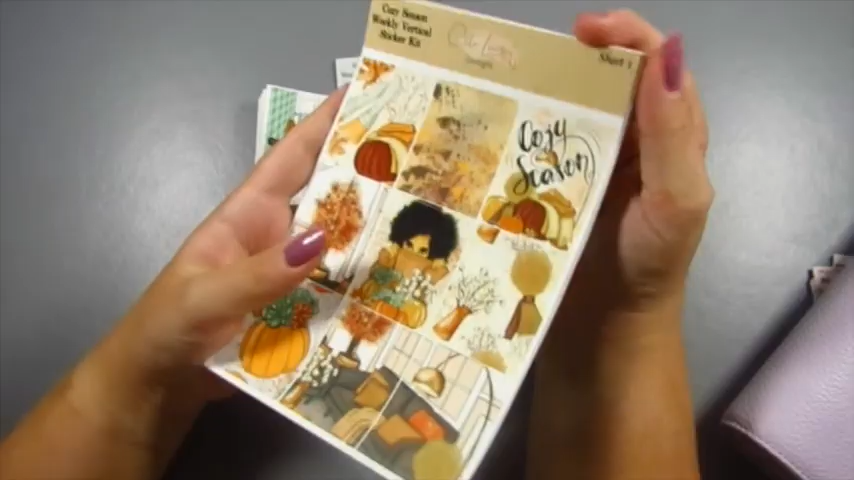 Cozy Season
Weekly Vertical
Sticker Kit
Sheet 1
Cozy
Season